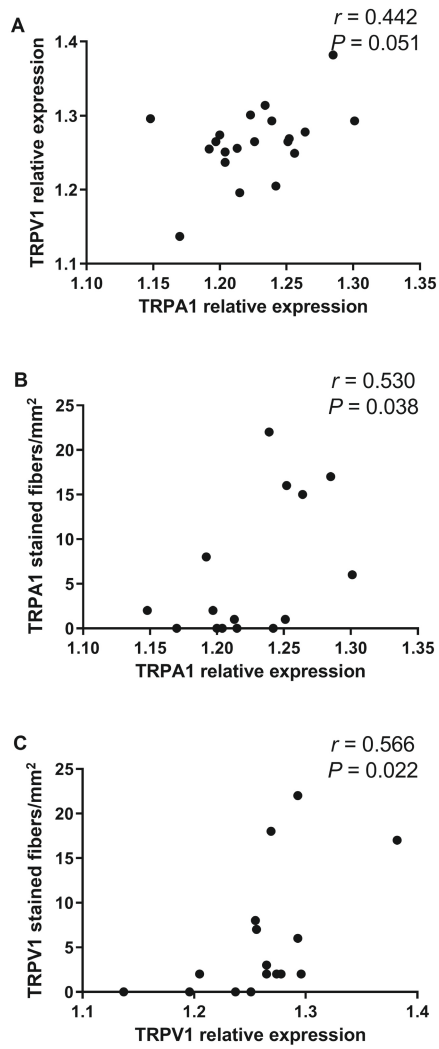 A
r = 0.442
P = 0.051
TRPV1 relative expression
1.4
1.3
1.2
1.1
1.10 1.15 1.20 1.25 1.30 1.35
TRPA1 relative expression
B
r = 0.530
P = 0.038
TRPA1 stained fibers/mm²
25
20
15
10
5
0
1.10 1.15 1.20 1.25 1.30 1.35
TRPA1 relative expression
C
r = 0.566
P = 0.022
TRPV1 stained fibers/mm²
25
20
15
10
5
0
1.1 1.2 1.3 1.4
TRPV1 relative expression